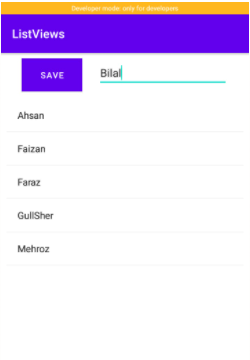 Developer mode: only for developers
ListViews
SAVE
Bilal
Ahsan
Faizan
Faraz
GullSher
Mehroz